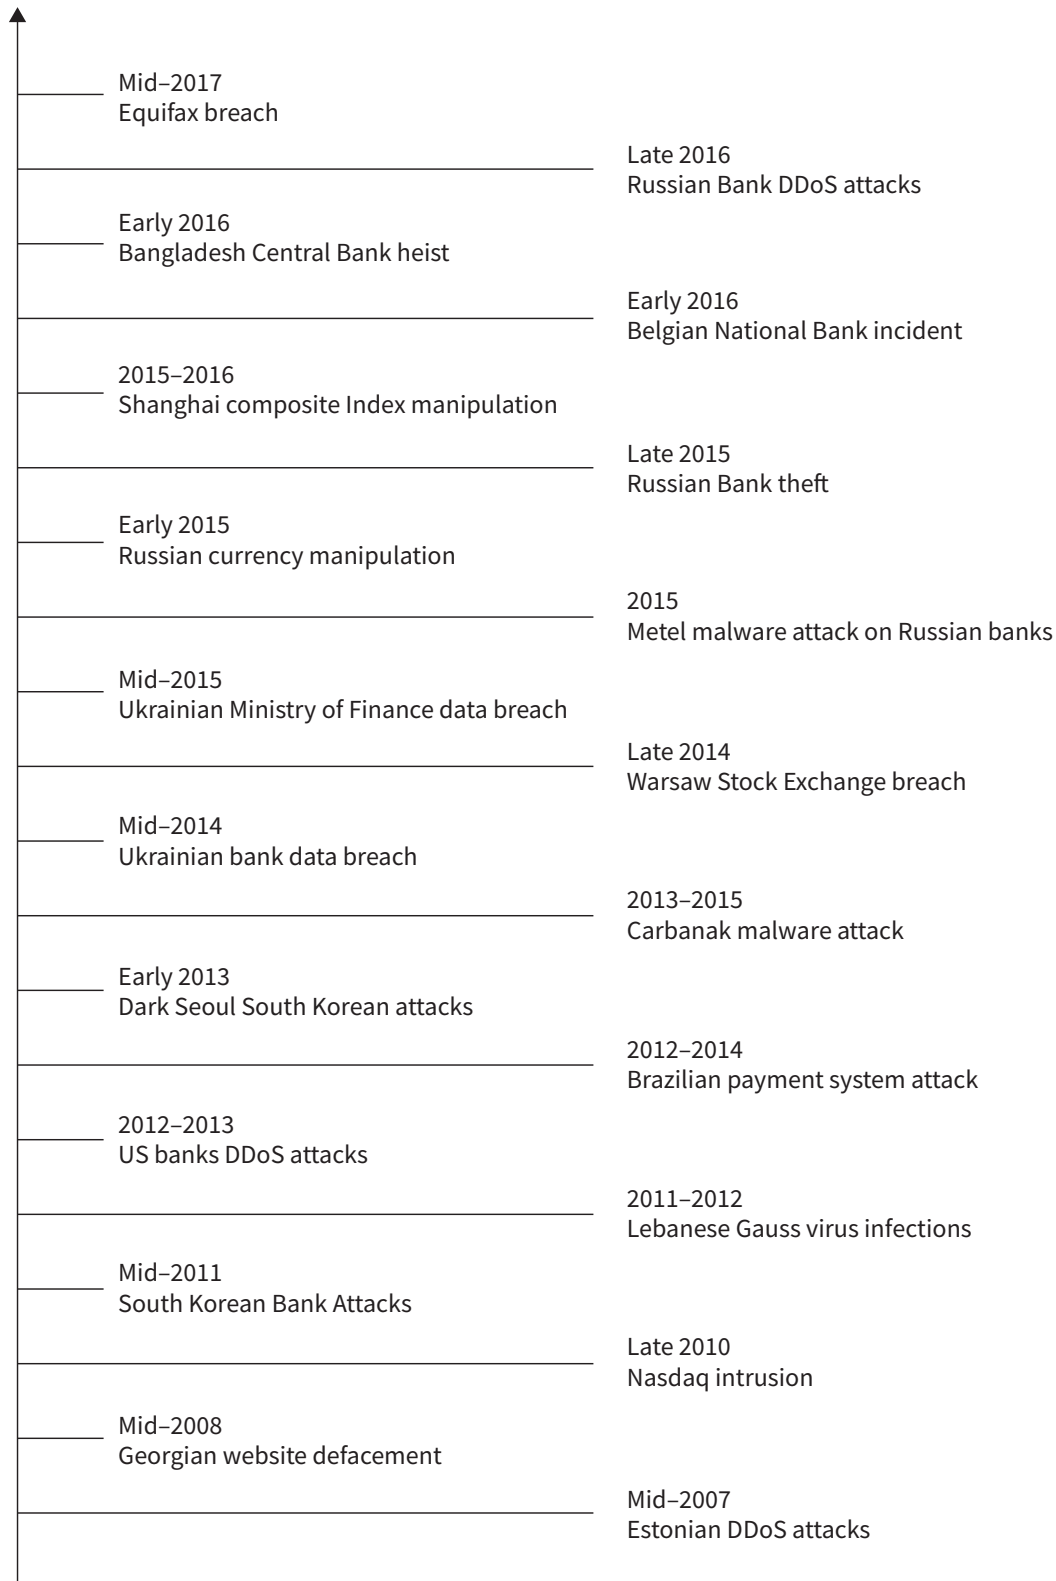 Mid–2017
Equifax breach
Late 2016
Russian Bank DDoS attacks
Early 2016
Bangladesh Central Bank heist
Early 2016
Belgian National Bank incident
2015–2016
Shanghai composite Index manipulation
Late 2015
Russian Bank theft
Early 2015
Russian currency manipulation
2015
Metel malware attack on Russian banks
Mid–2015
Ukrainian Ministry of Finance data breach
Late 2014
Warsaw Stock Exchange breach
Mid–2014
Ukrainian bank data breach
2013–2015
Carbanak malware attack
Early 2013
Dark Seoul South Korean attacks
2012–2014
Brazilian payment system attack
2012–2013
US banks DDoS attacks
2011–2012
Lebanese Gauss virus infections
Mid–2011
South Korean Bank Attacks
Late 2010
Nasdaq intrusion
Mid–2008
Georgian website defacement
Mid–2007
Estonian DDoS attacks